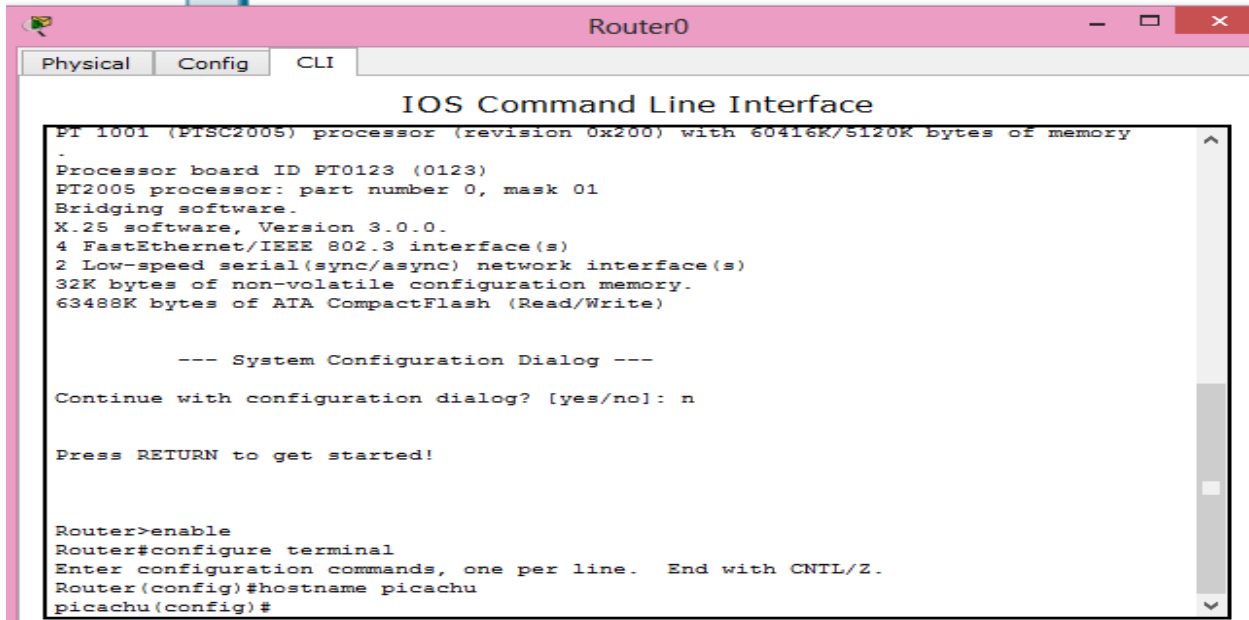 Router0
Physical Config CLI
IOS Command Line Interface
PT 1001 (PTSC2005) processor (revision 0x200) with 60416K/5120K bytes of memory
.
Processor board ID PT0123 (0123)
PT2005 processor: part number 0, mask 01
Bridging software.
X.25 software, Version 3.0.0.
4 FastEthernet/IEEE 802.3 interface(s)
2 Low-speed serial(sync/async) network interface(s)
32K bytes of non-volatile configuration memory.
63488K bytes of ATA CompactFlash (Read/Write)
--- System Configuration Dialog ---
Continue with configuration dialog? [yes/no]: n
Press RETURN to get started!
Router>enable
Router#configure terminal
Enter configuration commands, one per line.  End with CNTL/Z.
Router(config)#hostname picachu
picachu(config)#